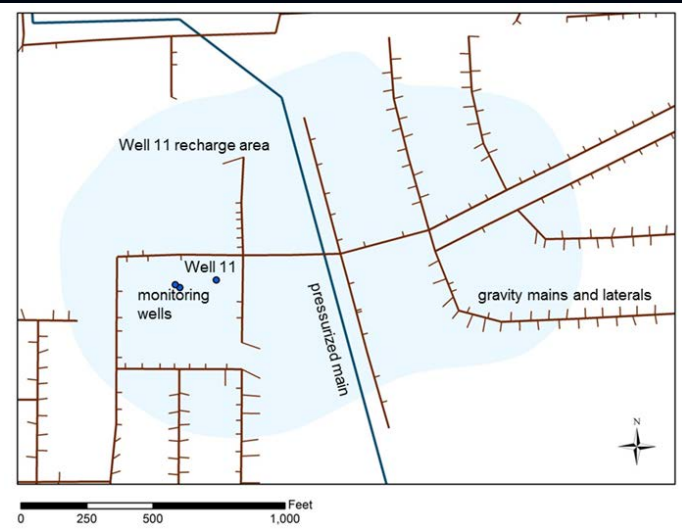 Well 11 recharge area
Well 11
monitoring
wells
pressurized main
gravity mains and laterals
N
Feet
0 250 500 1,000